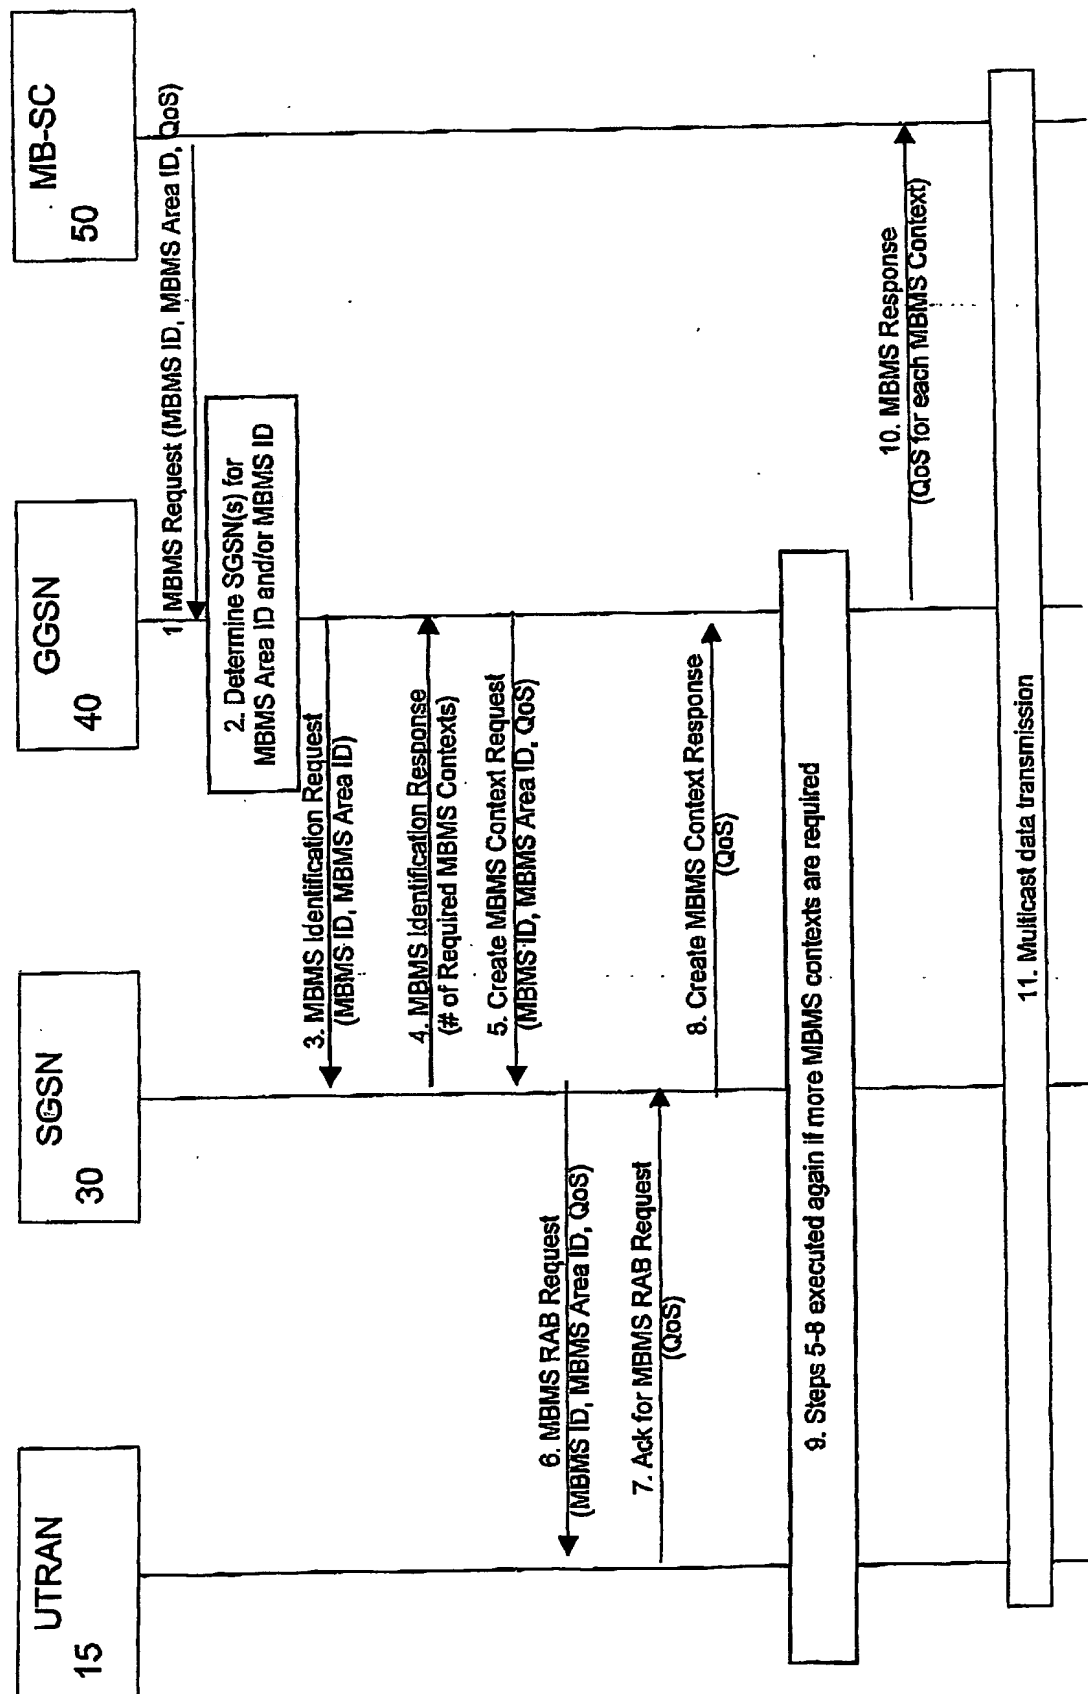 UTRAN
15
SGSN
30
GGSN
40
MB-SC
50
1. MBMS Request (MBMS ID, MBMS Area ID, QoS)
2. Determine SGSN(s) for
MBMS Area ID and/or MBMS ID
3. MBMS Identification Request
(MBMS ID, MBMS Area ID)
4. MBMS Identification Response
(# of Required MBMS Contexts)
5. Create MBMS Context Request
(MBMS ID, MBMS Area ID, QoS)
6. MBMS RAB Request
(MBMS ID, MBMS Area ID, QoS)
7. Ack for MBMS RAB Request
(QoS)
8. Create MBMS Context Response
(QoS)
9. Steps 5-8 executed again if more MBMS contexts are required
10. MBMS Response
(QoS for each MBMS Context)
11. Multicast data transmission